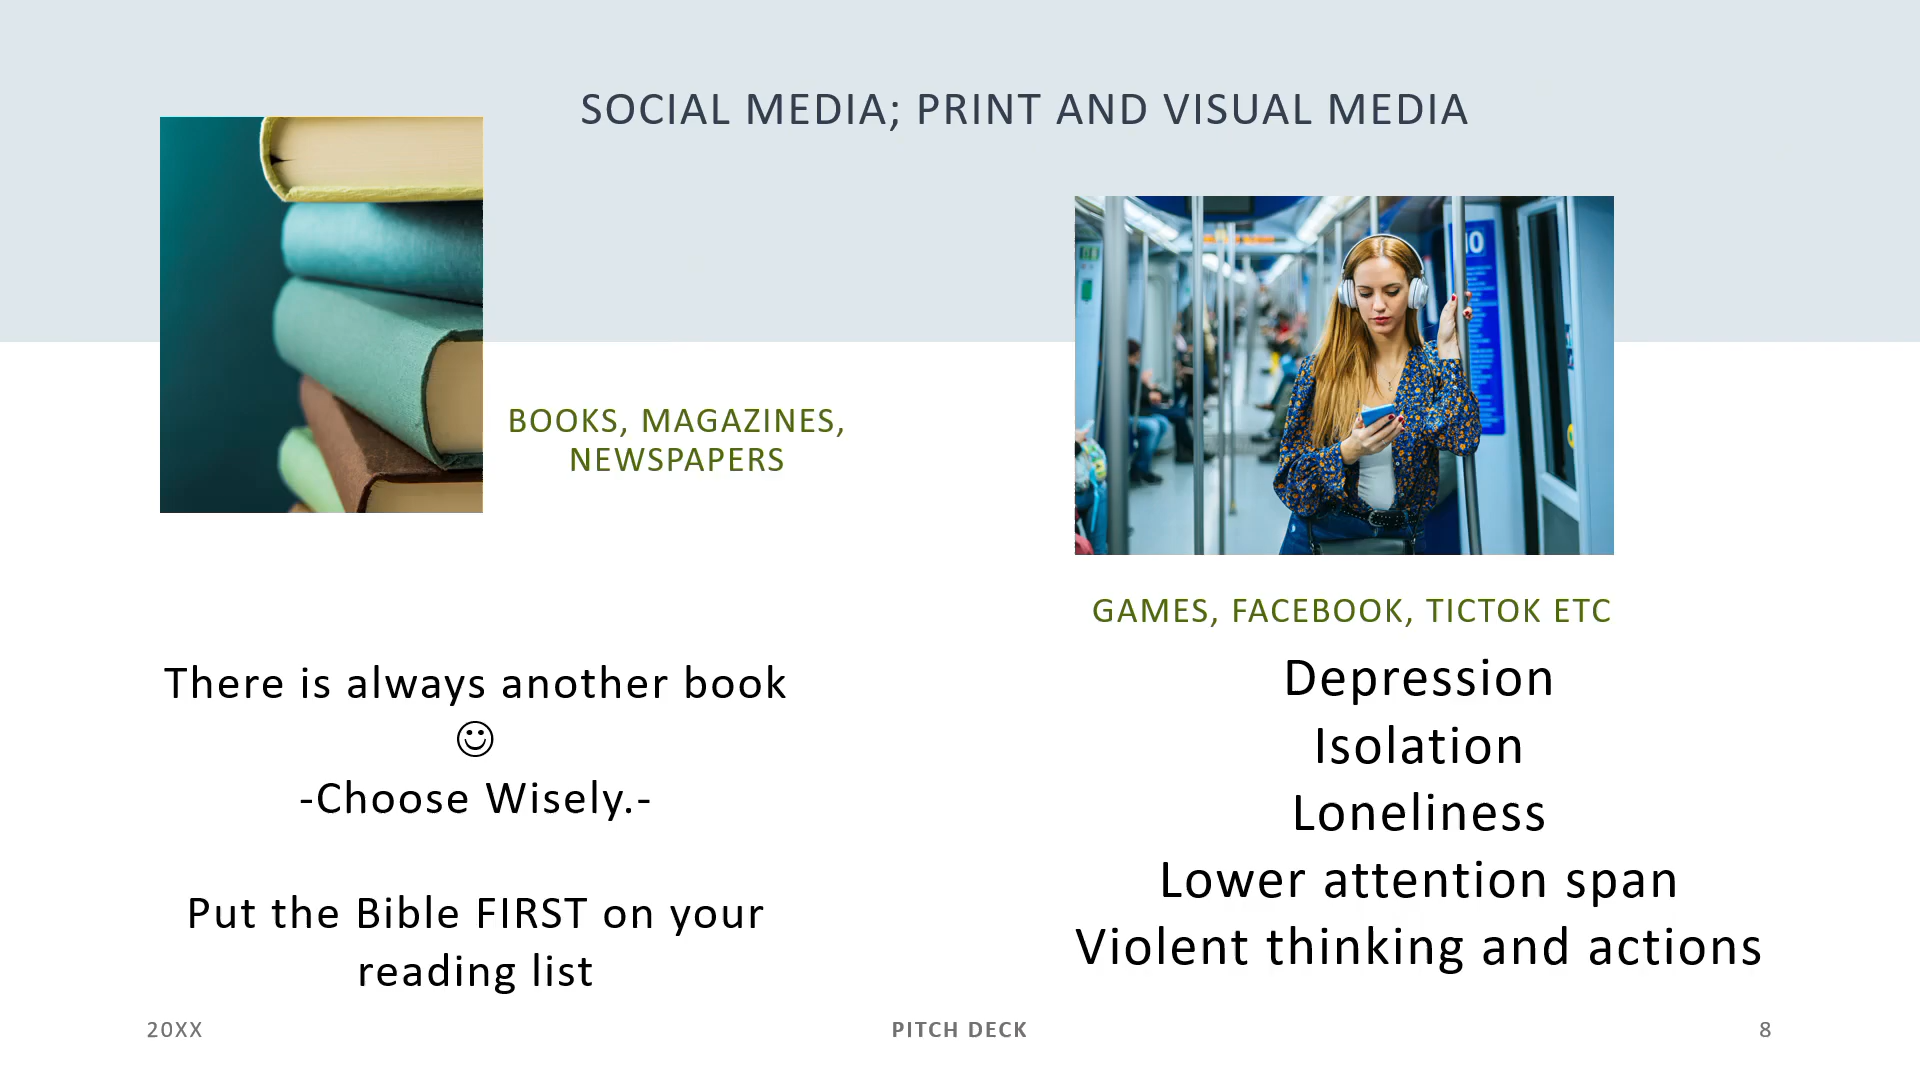 SOCIAL MEDIA; PRINT AND VISUAL MEDIA
10
BOOKS, MAGAZINES,
NEWSPAPERS
There is always another book
☺
-Choose Wisely.-
Put the Bible FIRST on your
reading list
GAMES, FACEBOOK, TICTOK ETC
Depression
Isolation
Loneliness
Lower attention span
Violent thinking and actions
20XX
PITCH DECK
8